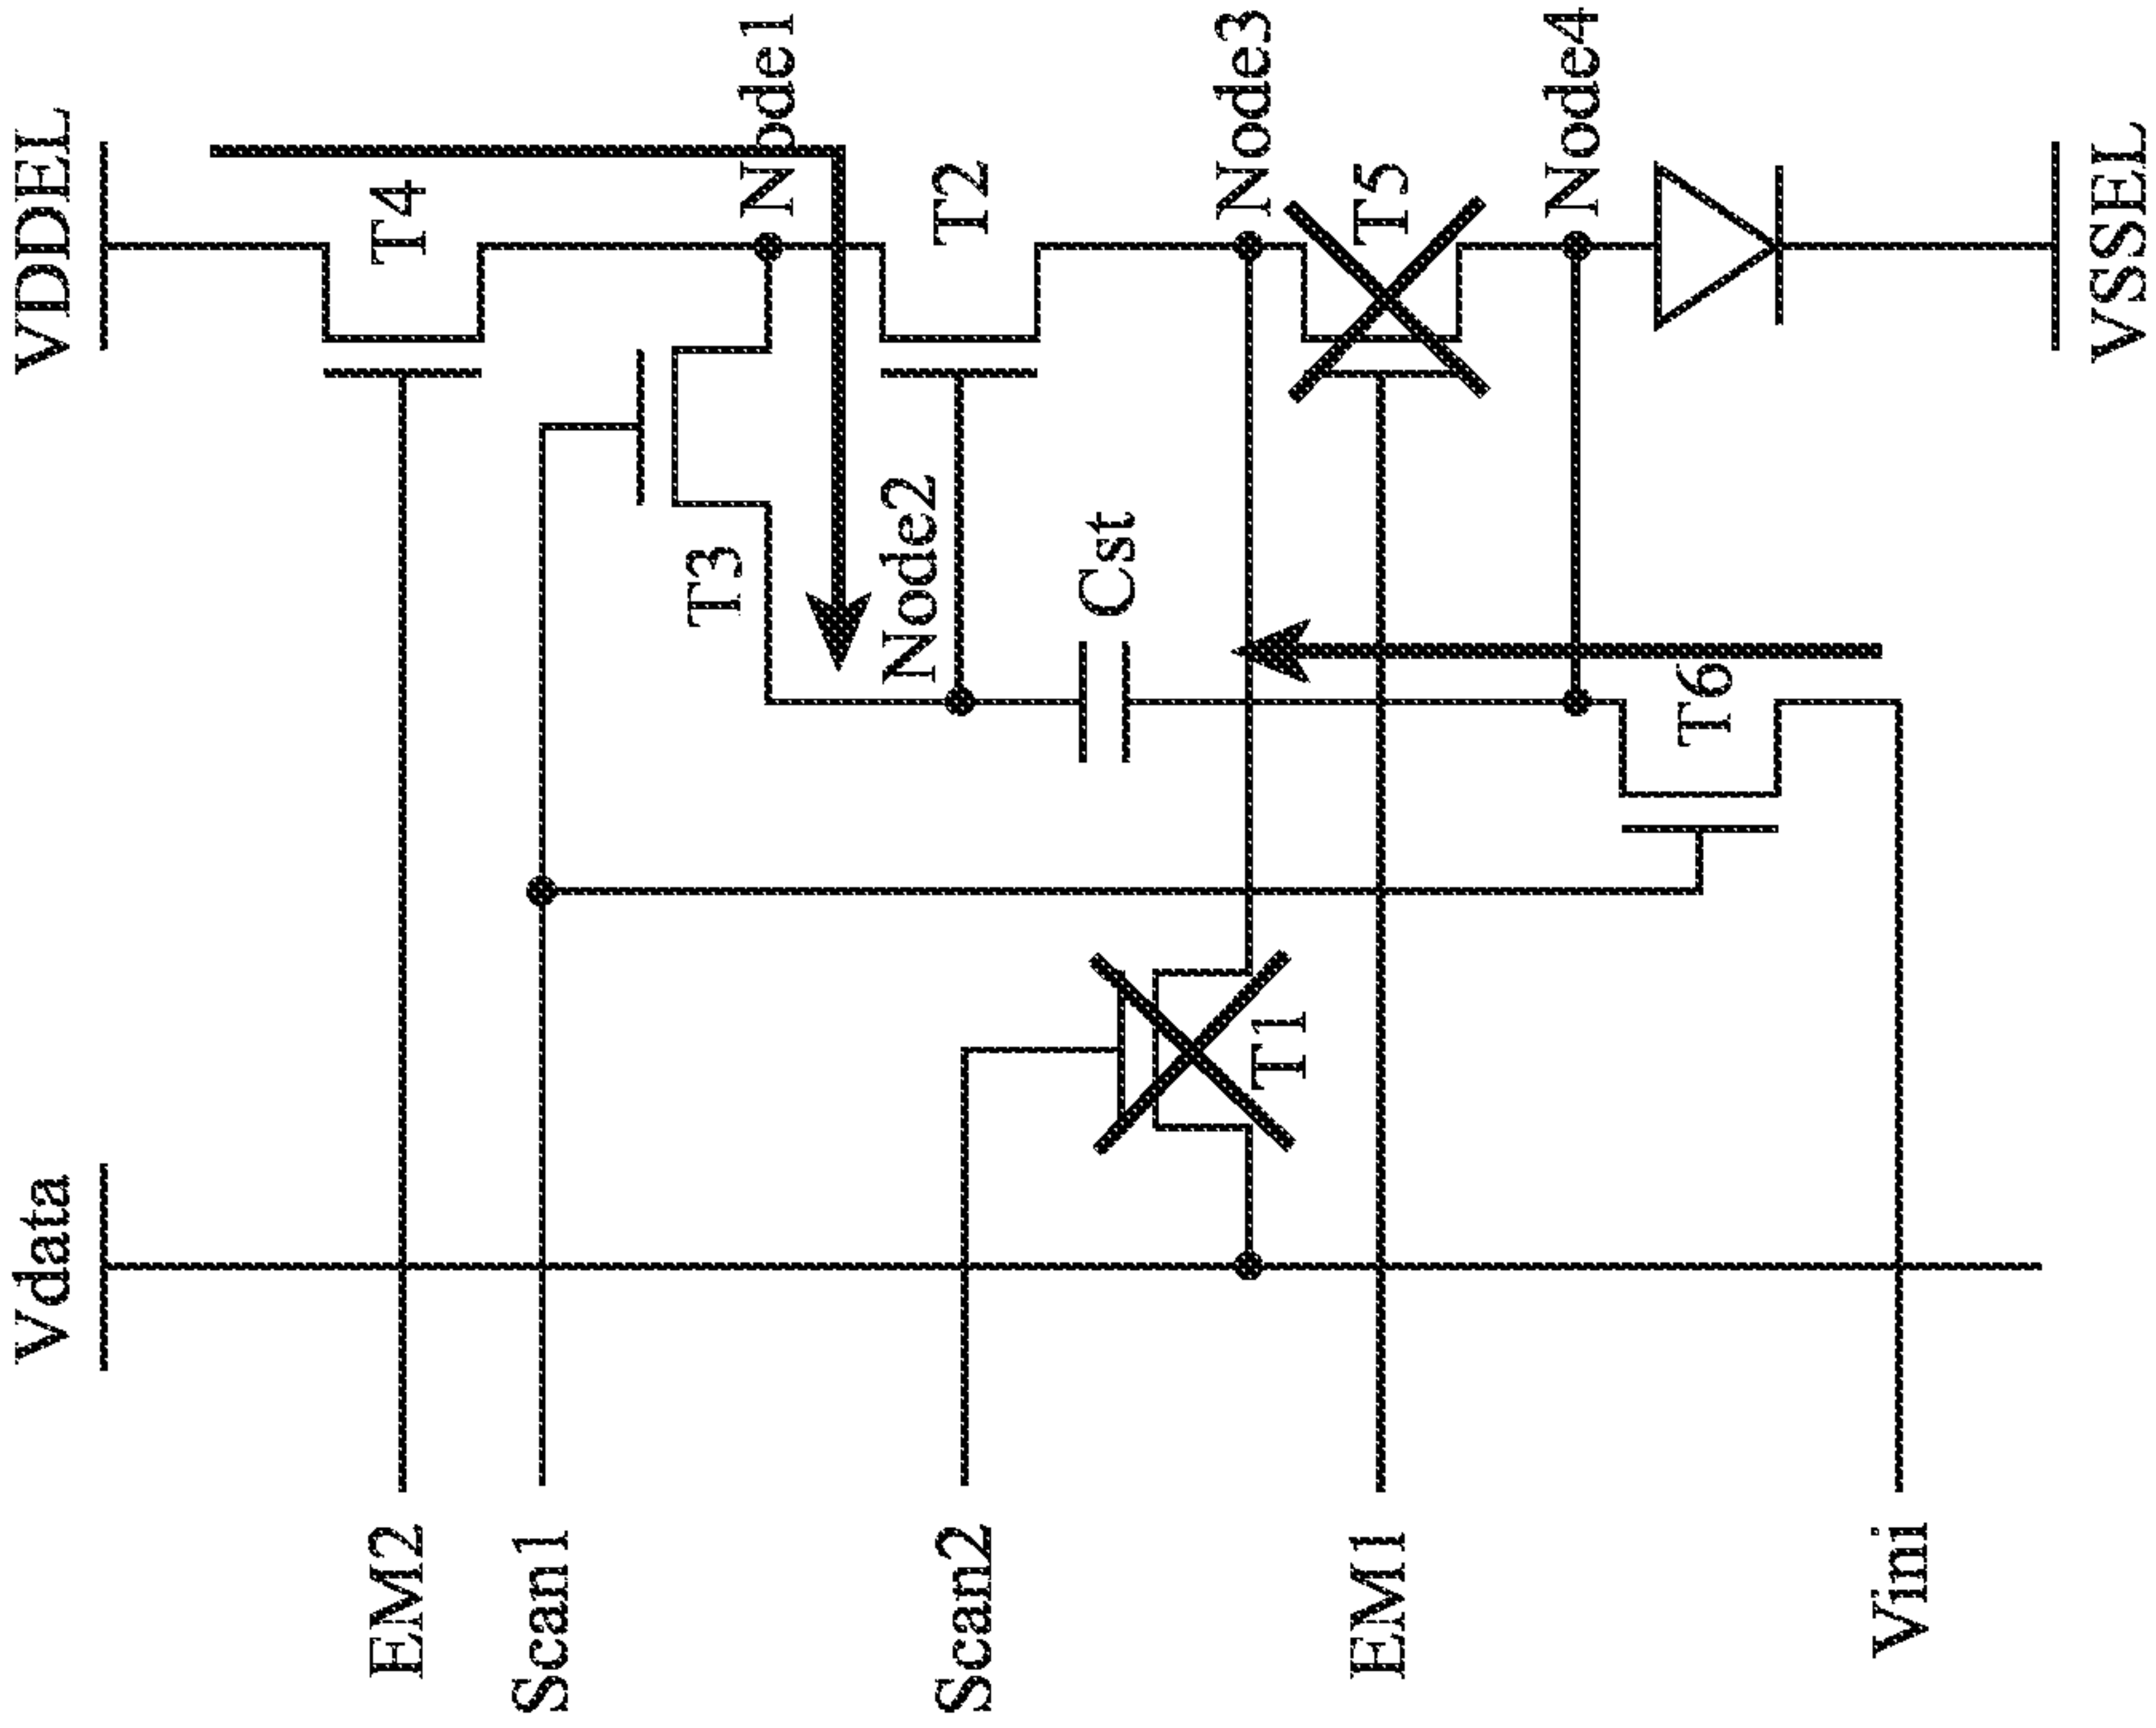 VDDEL
T4
Node1
T2
Node3
T5
Node4
VSSEL
T3
Node2
Cst
T6
T1
Vdata
EM2
Scan1
Scan2
EM1
Vini